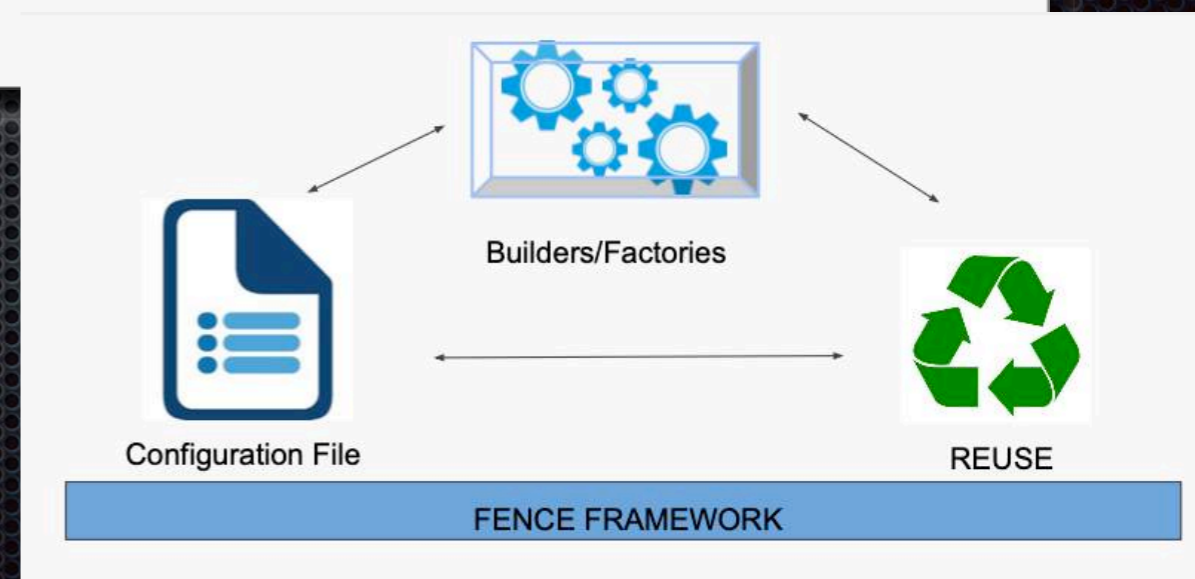 Builders/Factories
Configuration File
REUSE
FENCE FRAMEWORK